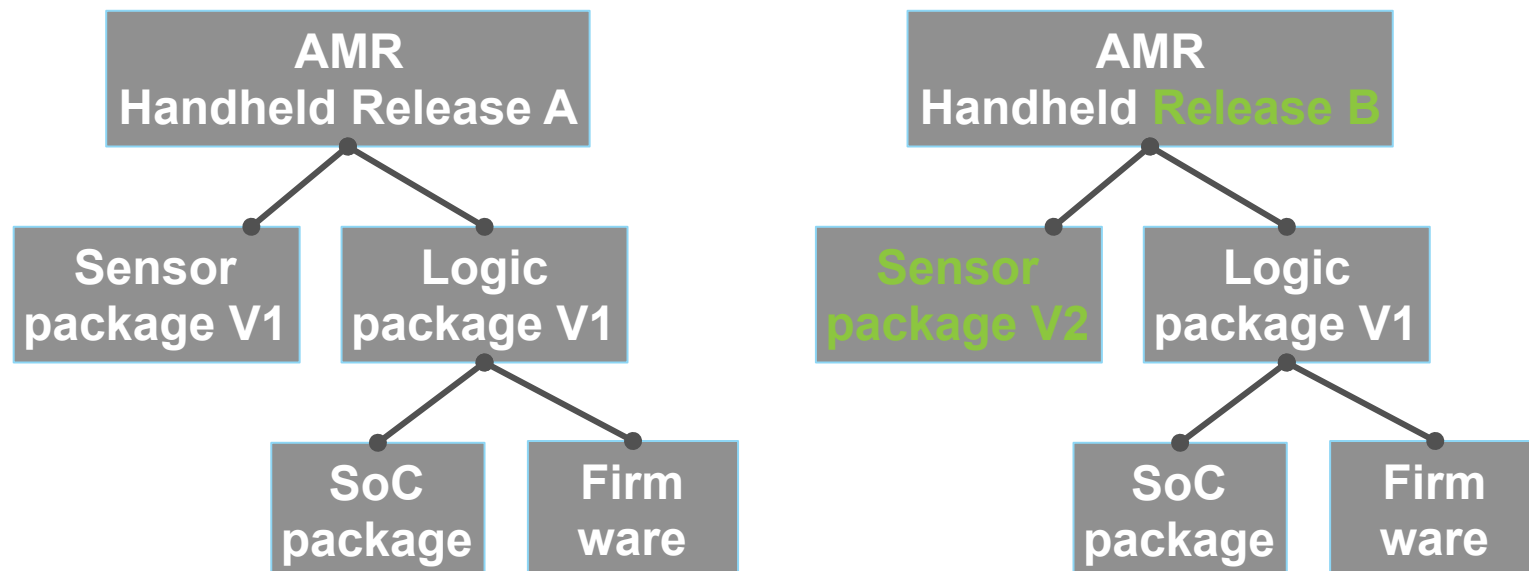 AMR
Handheld Release A
Sensor
package V1
Logic
package V1
SoC
package
Firm
ware
AMR
Handheld Release B
Sensor
package V2
Logic
package V1
SoC
package
Firm
ware